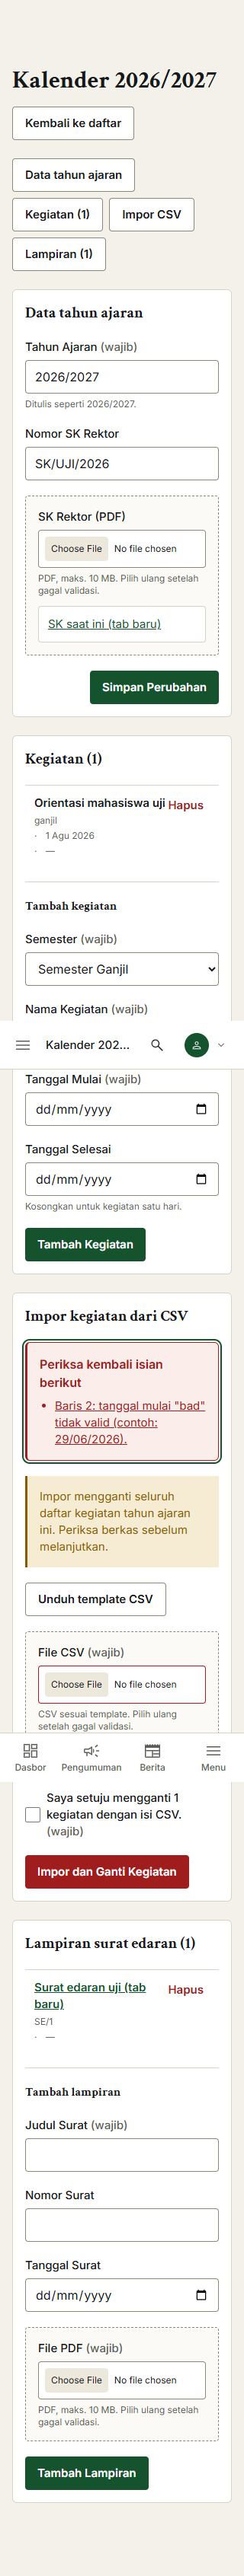 Kalender 2026/2027
Kembali ke daftar
Data tahun ajaran
Kegiatan (1)
Impor CSV
Lampiran (1)
Data tahun ajaran
Tahun Ajaran (wajib)
2026/2027
Ditulis seperti 2026/2027.
Nomor SK Rektor
SK/UJI/2026
SK Rektor (PDF)
Choose File No file chosen
PDF, maks. 10 MB. Pilih ulang setelah
gagal validasi.
SK saat ini (tab baru)
Simpan Perubahan
Kegiatan (1)
Orientasi mahasiswa uji
Hapus
ganjil
· 1 Agu 2026
· —
Tambah kegiatan
Semester (wajib)
Semester Ganjil
Nama Kegiatan (wajib)
Kalender 202...
Tanggal Mulai (wajib)
dd/mm/yyyy
Tanggal Selesai
dd/mm/yyyy
Kosongkan untuk kegiatan satu hari.
Tambah Kegiatan
Impor kegiatan dari CSV
Periksa kembali isian
berikut
• Baris 2: tanggal mulai "bad"
tidak valid (contoh:
29/06/2026).
Impor mengganti seluruh
daftar kegiatan tahun ajaran
ini. Periksa berkas sebelum
melanjutkan.
Unduh template CSV
File CSV (wajib)
Choose File No file chosen
CSV sesuai template. Pilih ulang
setelah gagal validasi.
Dasbor
Pengumuman
Berita
Menu
Saya setuju mengganti 1
kegiatan dengan isi CSV.
(wajib)
Impor dan Ganti Kegiatan
Lampiran surat edaran (1)
Surat edaran uji (tab
baru)
Hapus
SE/1
· —
Tambah lampiran
Judul Surat (wajib)
Nomor Surat
Tanggal Surat
dd/mm/yyyy
File PDF (wajib)
Choose File No file chosen
PDF, maks. 10 MB. Pilih ulang setelah
gagal validasi.
Tambah Lampiran